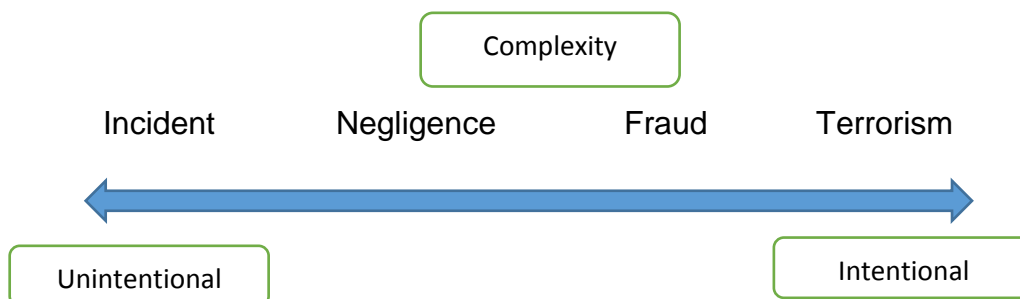 Complexity
Incident Negligence Fraud Terrorism
Unintentional
Intentional